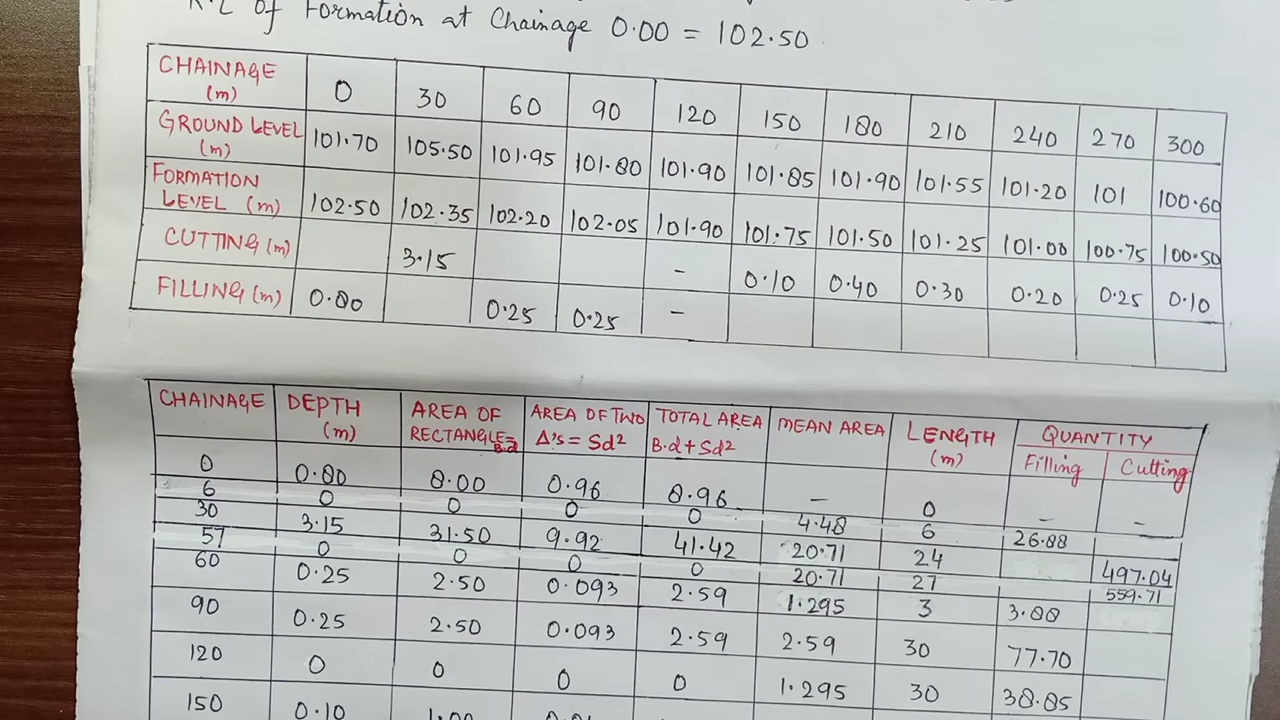 R.L of Formation at Chainage 0.00 = 102.50
CHAINAGE (m) 0 30 60 90 120 150 180 210 240 270 300
GROUND LEVEL (m) 101.70 105.50 101.95 101.80 101.90 101.85 101.90 101.55 101.20 101 100.60
FORMATION LEVEL (m) 102.50 102.35 102.20 102.05 101.90 101.75 101.50 101.25 101.00 100.75 100.50
CUTTING (m) 3.15 - 0.10 0.40 0.30 0.20 0.25 0.10
FILLING (m) 0.80 0.25 0.25 -
CHAINAGE DEPTH (m) AREA OF RECTANGLE= B.d AREA OF TWO Δ's = Sd² TOTAL AREA B.d + Sd² MEAN AREA LENGTH (m) QUANTITY Filling Cutting
0 0.80 8.00 0.96 8.96 - 0 - -
6 0 0 0 0 4.48 6 26.88
30 3.15 31.50 9.92 41.42 20.71 24 497.04
57 0 0 0 0 20.71 27 559.71
60 0.25 2.50 0.093 2.59 1.295 3 3.88
90 0.25 2.50 0.093 2.59 2.59 30 77.70
120 0 0 0 0 1.295 30 38.85
150 0.10 1.00